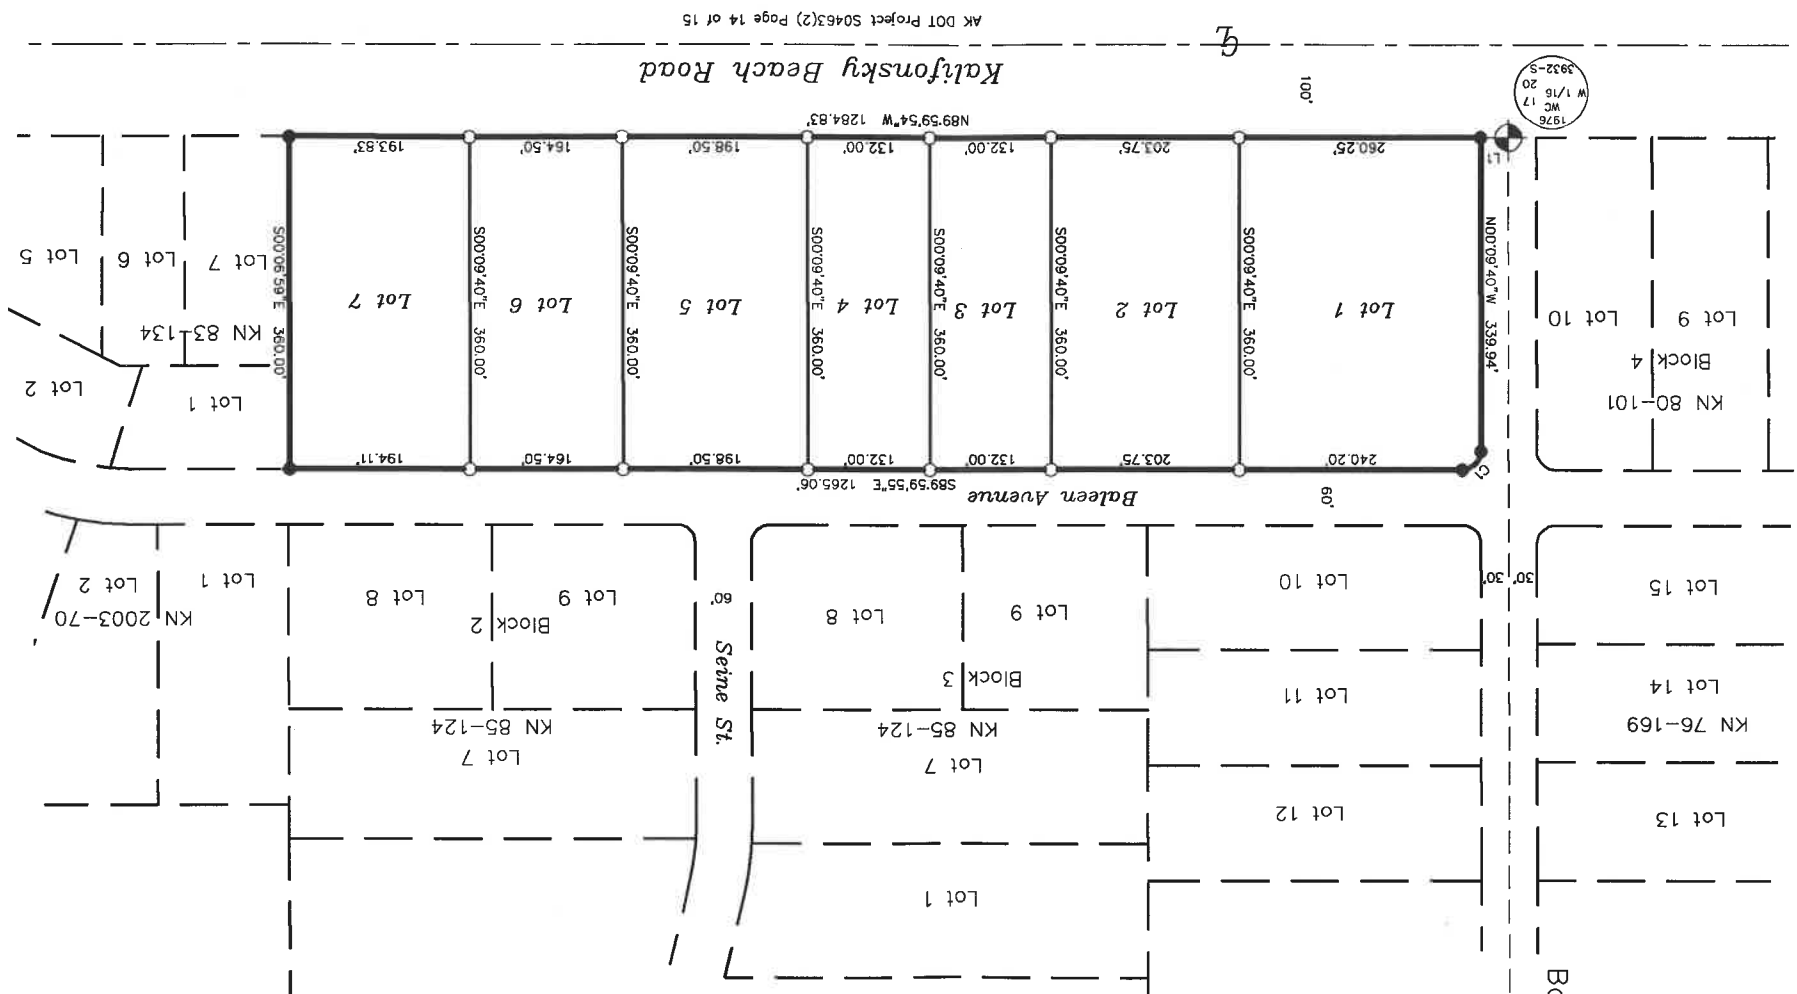 Bo
Lot 1
Lot 13
Lot 12
Lot 7
KN 85-124
Lot 7
KN 85-124
KN 76-169
Lot 14
Lot 11
Block 3
Seine St.
Block 2
Lot 15
30' 30'
Lot 10
Lot 9
Lot 8
60'
Lot 9
Lot 8
Lot 1
Lot 2
KN 2003-70
60'
Baleen Avenue
S89°59'55"E 1265.06'
C1
240.20'
203.75'
132.00'
132.00'
198.50'
164.50'
194.11'
KN 80-101
Block 4
Lot 9
Lot 10
N00°09'40"W 339.94'
Lot 1
S00°09'40"E 360.00'
Lot 2
S00°09'40"E 360.00'
Lot 3
S00°09'40"E 360.00'
Lot 4
S00°09'40"E 360.00'
Lot 5
S00°09'40"E 360.00'
Lot 6
S00°09'40"E 360.00'
Lot 7
S00°06'59"E 360.00'
Lot 1
Lot 2
KN 83-134
Lot 7
Lot 6
Lot 5
L1
260.25'
203.75'
132.00'
132.00'
198.50'
164.50'
193.83'
N89°59'54"W 1284.83'
1976
WC
W 1/16 17
20
3932-S
100'
Kalifonsky Beach Road
CL
AK DOT Project S0463(2) Page 14 of 15